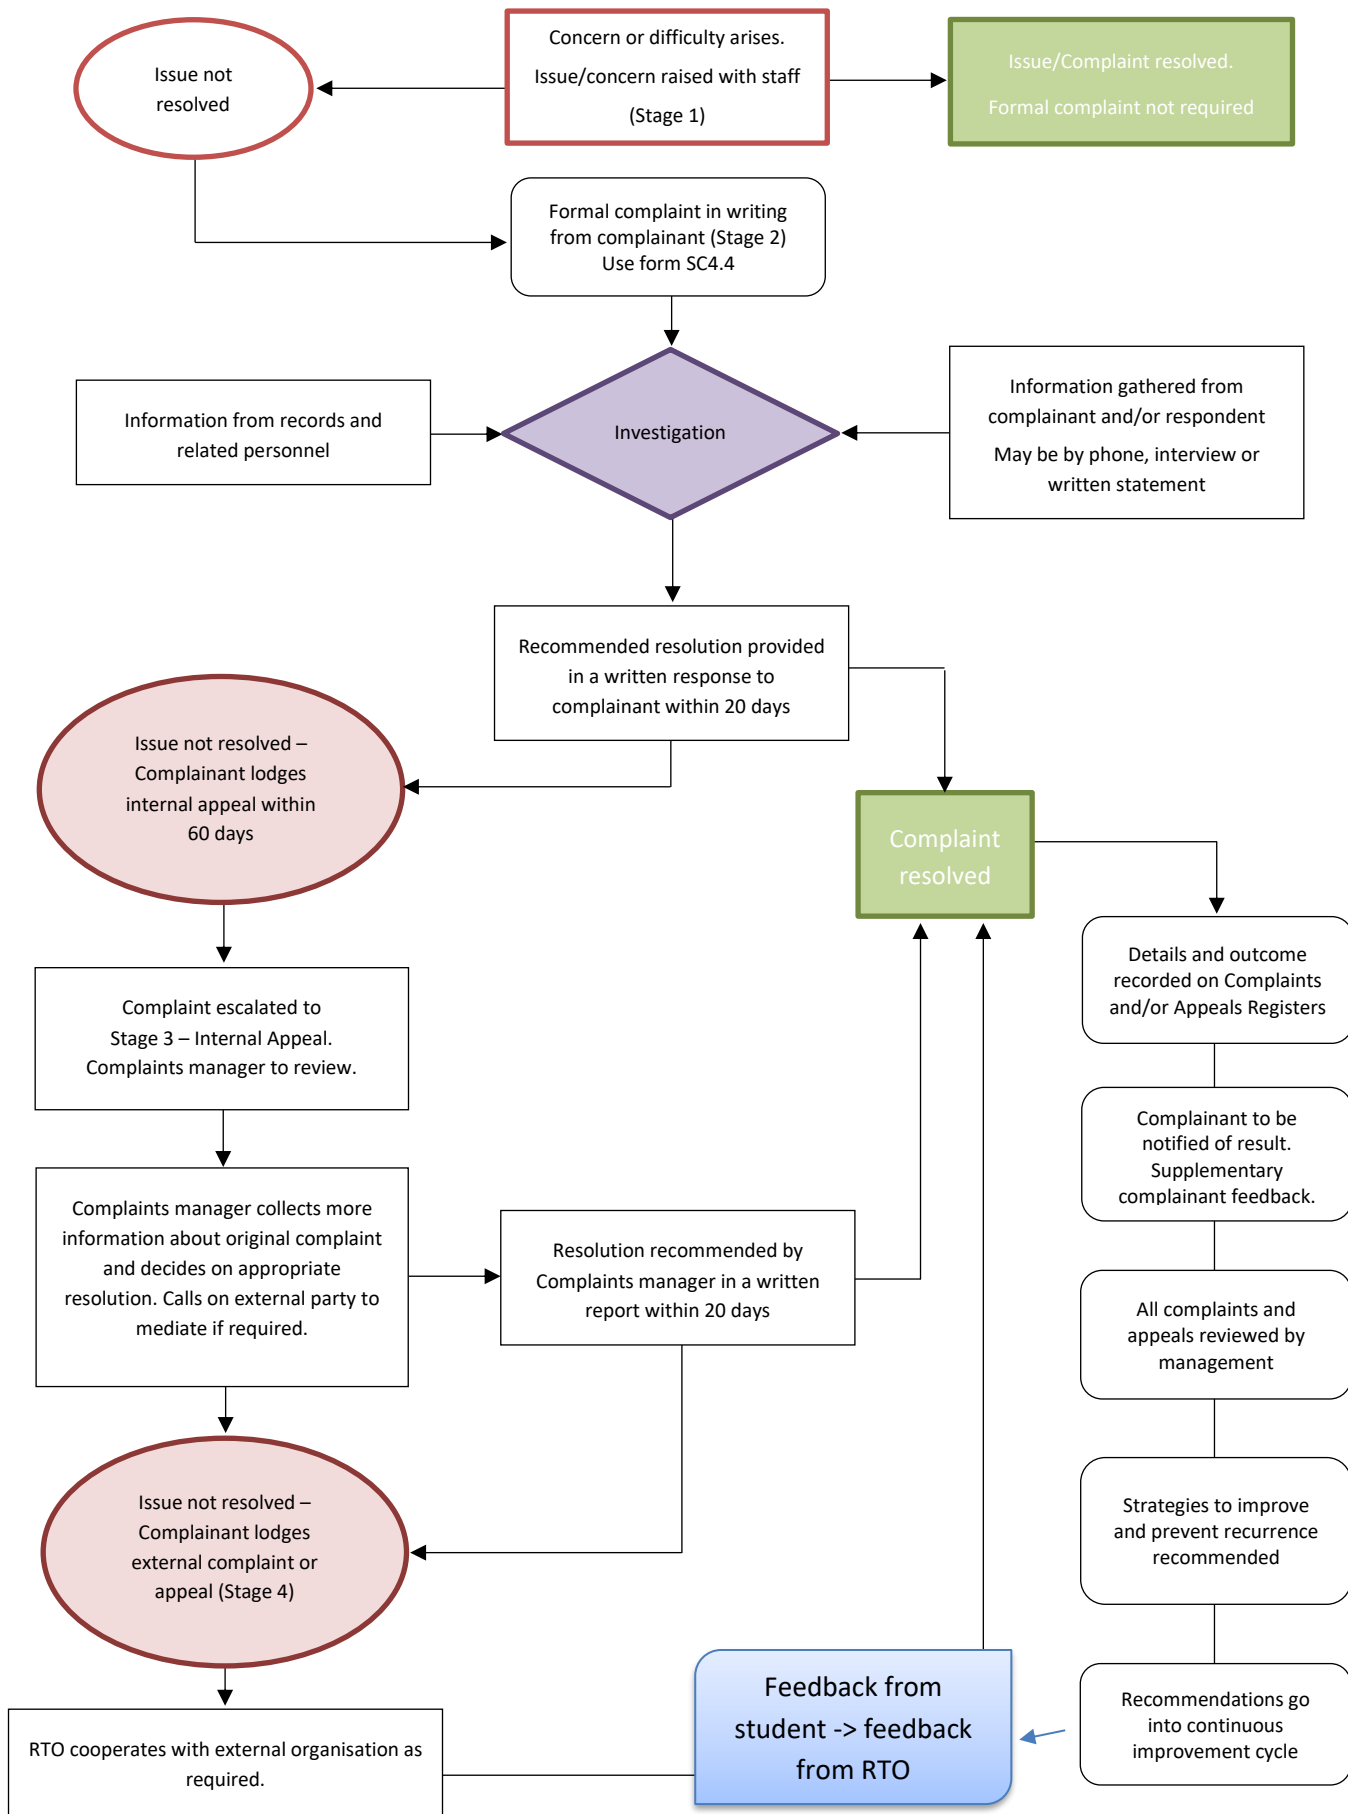 Concern or difficulty arises.
Issue/concern raised with staff
(Stage 1)
Issue not
resolved
Issue/Complaint resolved.
Formal complaint not required
Formal complaint in writing
from complainant (Stage 2)
Use form SC4.4
Information from records and
related personnel
Investigation
Information gathered from
complainant and/or respondent
May be by phone, interview or
written statement
Recommended resolution provided
in a written response to
complainant within 20 days
Issue not resolved –
Complainant lodges
internal appeal within
60 days
Complaint
resolved
Details and outcome
recorded on Complaints
and/or Appeals Registers
Complaint escalated to
Stage 3 – Internal Appeal.
Complaints manager to review.
Complainant to be
notified of result.
Supplementary
complainant feedback.
Complaints manager collects more
information about original complaint
and decides on appropriate
resolution. Calls on external party to
mediate if required.
Resolution recommended by
Complaints manager in a written
report within 20 days
All complaints and
appeals reviewed by
management
Issue not resolved –
Complainant lodges
external complaint or
appeal (Stage 4)
Strategies to improve
and prevent recurrence
recommended
Feedback from
student -> feedback
from RTO
Recommendations go
into continuous
improvement cycle
RTO cooperates with external organisation as
required.